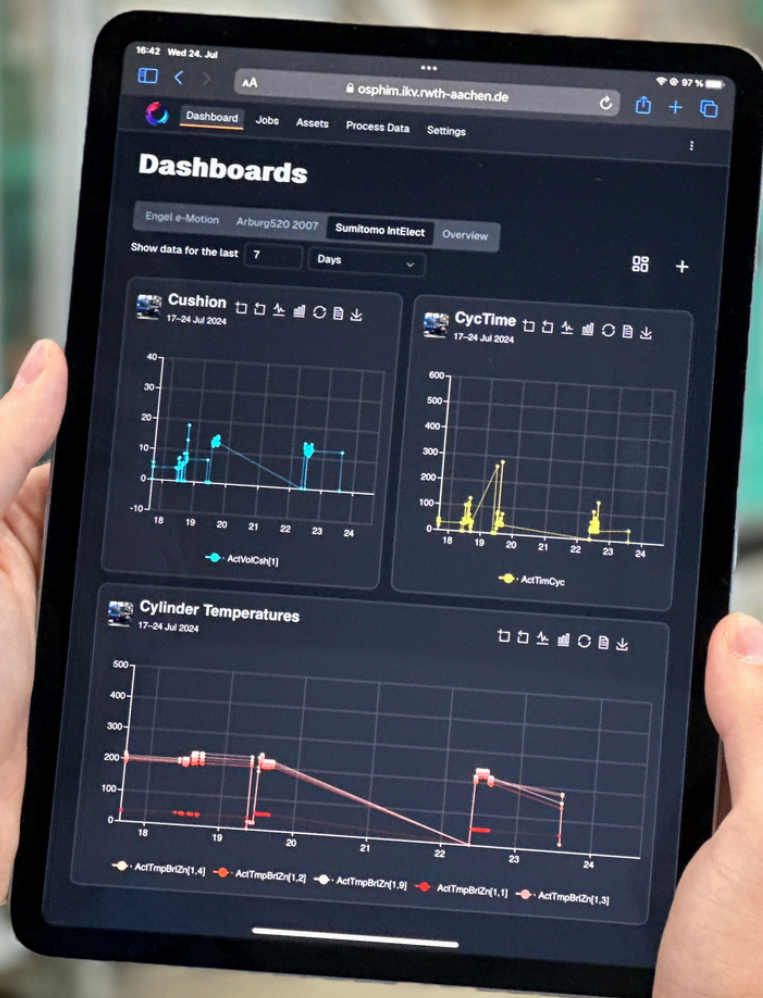 16:42 Wed 24. Jul
97 %
AA osphim.ikv.rwth-aachen.de
Dashboard Jobs Assets Process Data Settings
Dashboards
Engel e-Motion Arburg520 2007 Sumitomo IntElect Overview
Show data for the last 7 Days
Cushion
17–24 Jul 2024
40
30
20
10
0
-10
18 19 20 21 22 23 24
ActVolCsh[1]
CycTime
17–24 Jul 2024
600
500
400
300
200
100
0
18 19 20 21 22 23 24
ActTimCyc
Cylinder Temperatures
17–24 Jul 2024
500
400
300
200
100
0
18 19 20 21 22 23 24
ActTmpBrlZn[1,4] ActTmpBrlZn[1,2] ActTmpBrlZn[1,9] ActTmpBrlZn[1,1] ActTmpBrlZn[1,3]